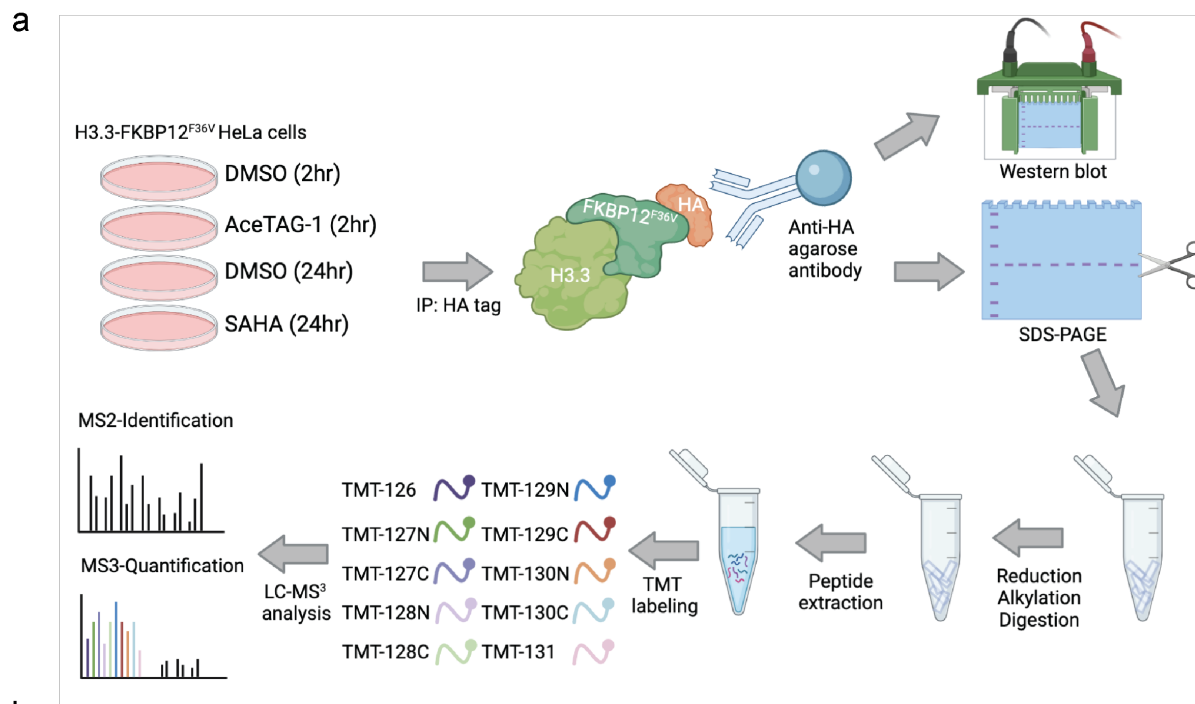 a
H3.3-FKBP12F36V HeLa cells
DMSO (2hr)
AceTAG-1 (2hr)
DMSO (24hr)
SAHA (24hr)
IP: HA tag
H3.3
FKBP12F36V
HA
Anti-HA
agarose
antibody
Western blot
SDS-PAGE
Reduction
Alkylation
Digestion
Peptide
extraction
TMT
labeling
TMT-126
TMT-129N
TMT-127N
TMT-129C
TMT-127C
TMT-130N
TMT-128N
TMT-130C
TMT-128C
TMT-131
LC-MS3
analysis
MS2-Identification
MS3-Quantification